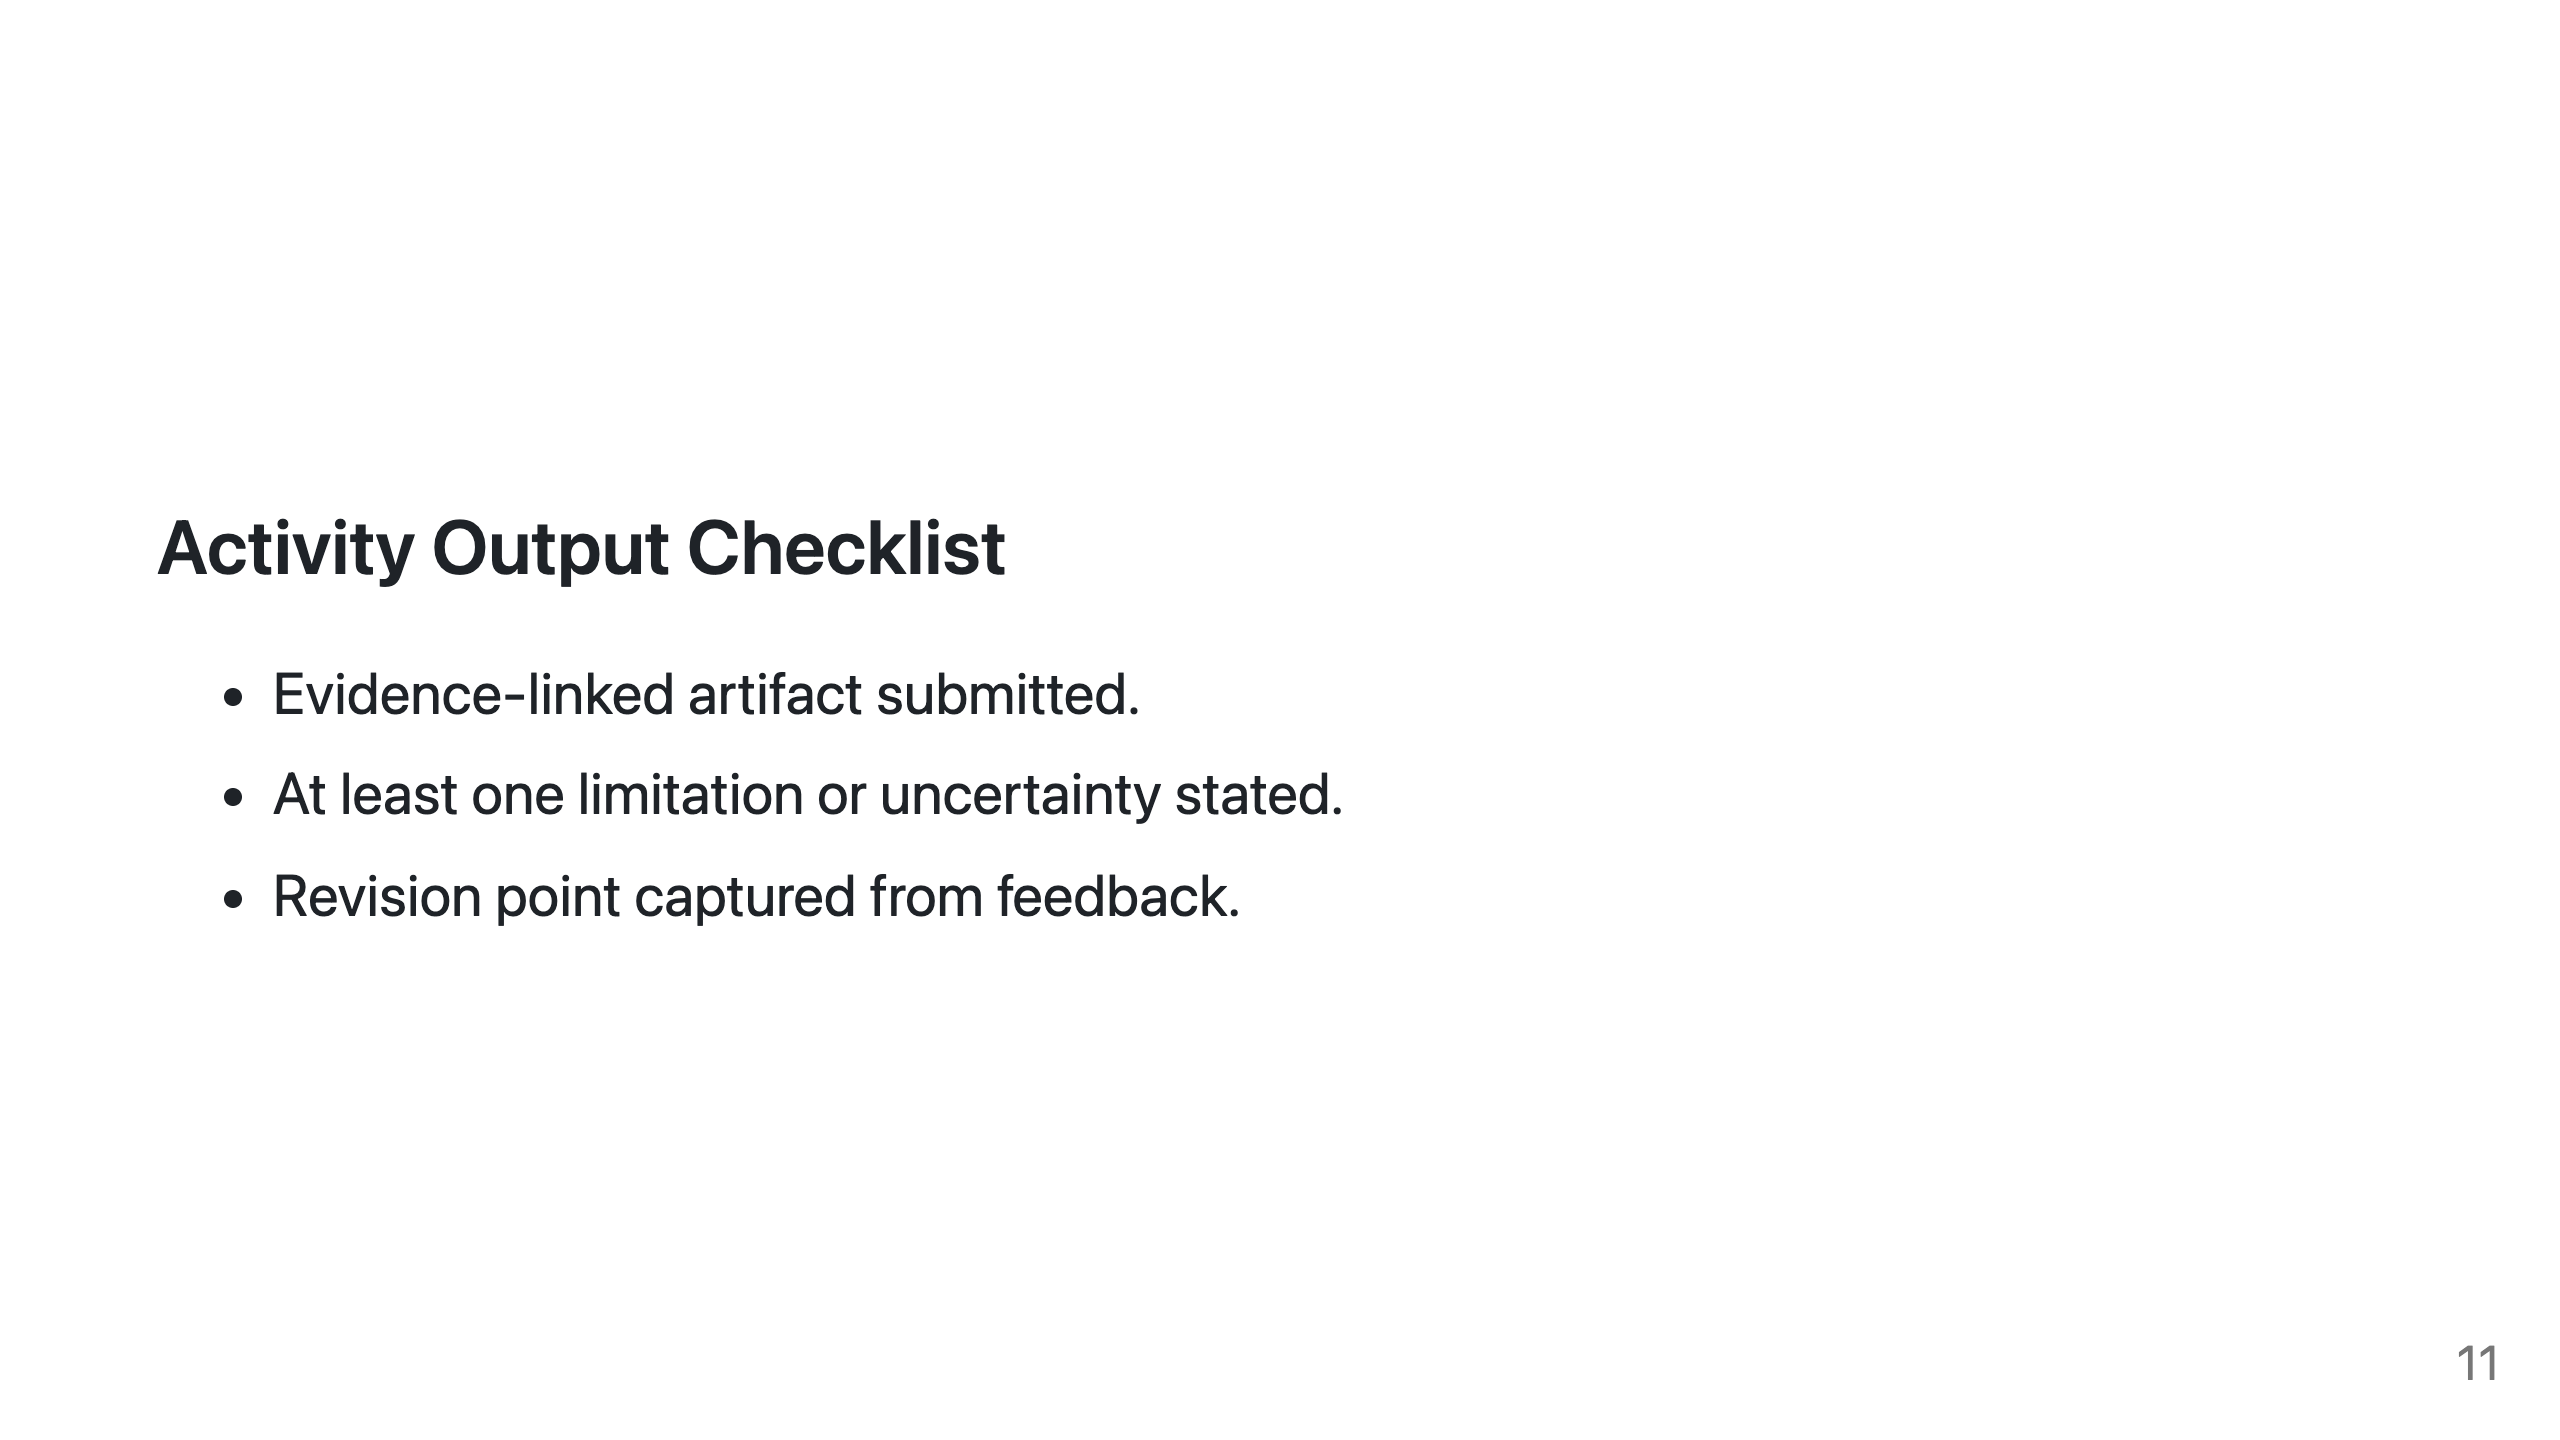 Activity Output Checklist
• Evidence-linked artifact submitted.
• At least one limitation or uncertainty stated.
• Revision point captured from feedback.
11